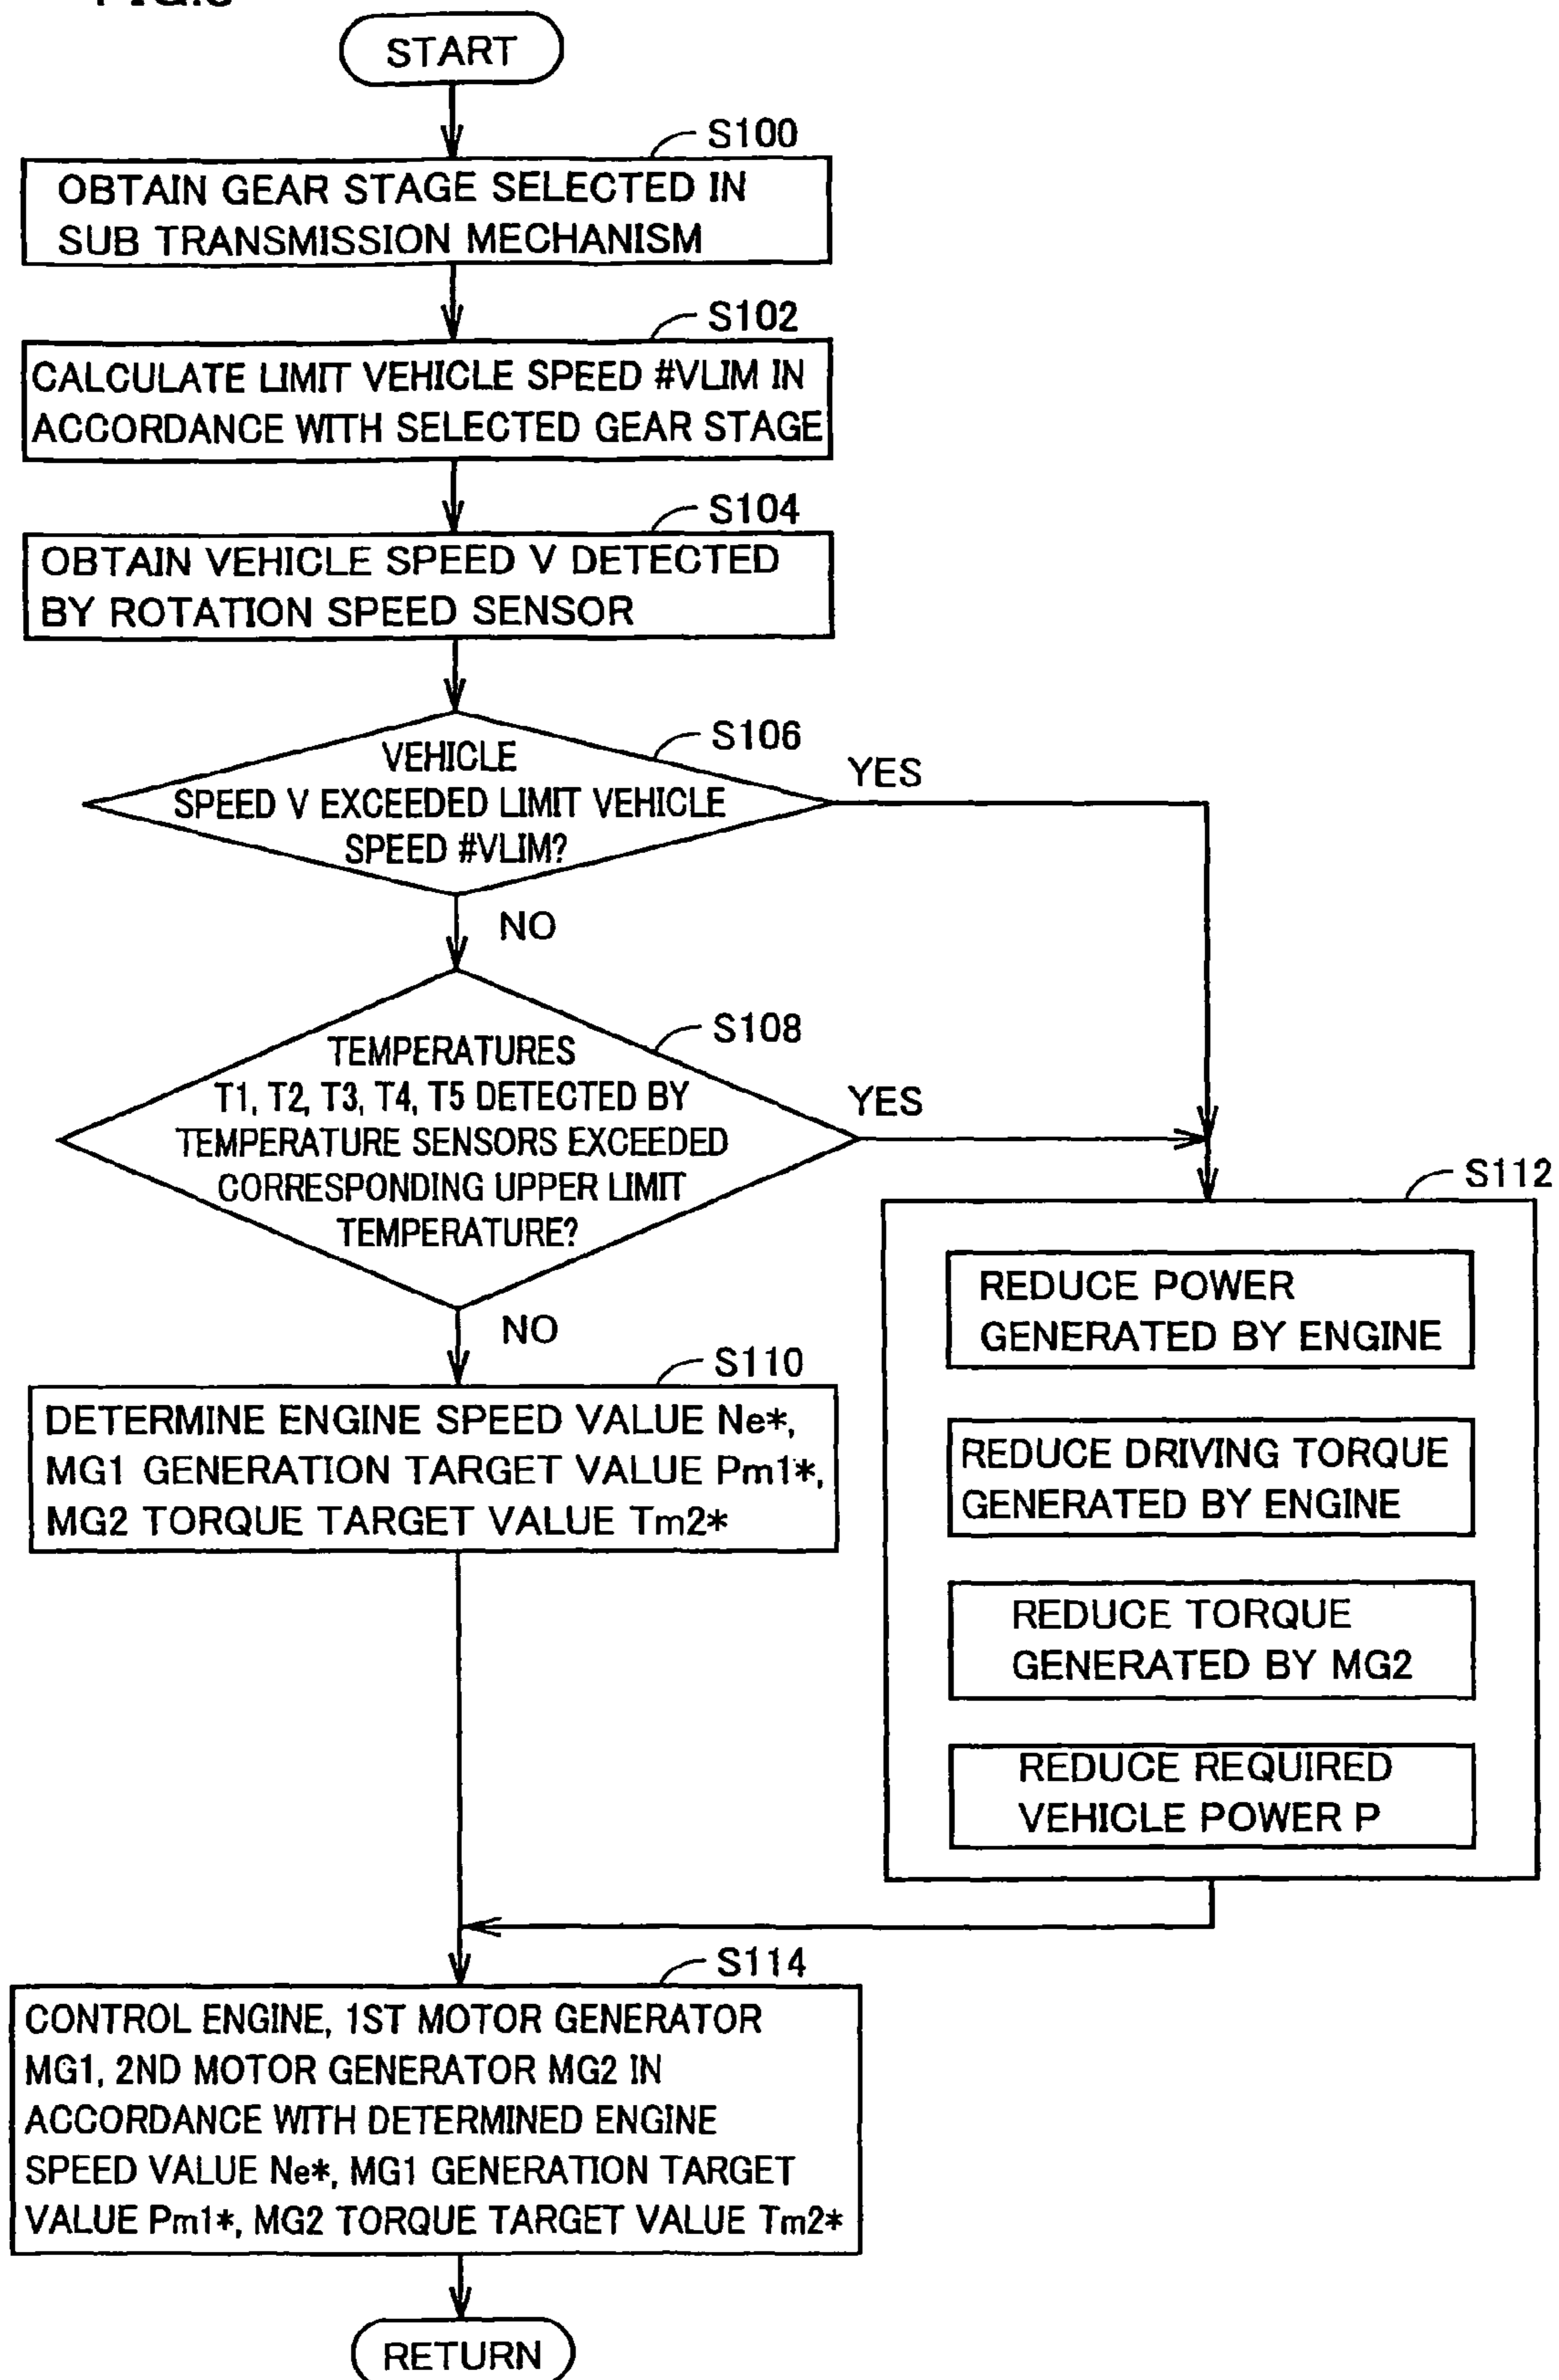 START
S100
OBTAIN GEAR STAGE SELECTED IN
SUB TRANSMISSION MECHANISM
S102
CALCULATE LIMIT VEHICLE SPEED #VLIM IN
ACCORDANCE WITH SELECTED GEAR STAGE
S104
OBTAIN VEHICLE SPEED V DETECTED
BY ROTATION SPEED SENSOR
S106
VEHICLE
SPEED V EXCEEDED LIMIT VEHICLE
SPEED #VLIM?
YES
NO
S108
TEMPERATURES
T1, T2, T3, T4, T5 DETECTED BY
TEMPERATURE SENSORS EXCEEDED
CORRESPONDING UPPER LIMIT
TEMPERATURE?
YES
NO
S110
DETERMINE ENGINE SPEED VALUE Ne*,
MG1 GENERATION TARGET VALUE Pm1*,
MG2 TORQUE TARGET VALUE Tm2*
S112
REDUCE POWER
GENERATED BY ENGINE
REDUCE DRIVING TORQUE
GENERATED BY ENGINE
REDUCE TORQUE
GENERATED BY MG2
REDUCE REQUIRED
VEHICLE POWER P
S114
CONTROL ENGINE, 1ST MOTOR GENERATOR
MG1, 2ND MOTOR GENERATOR MG2 IN
ACCORDANCE WITH DETERMINED ENGINE
SPEED VALUE Ne*, MG1 GENERATION TARGET
VALUE Pm1*, MG2 TORQUE TARGET VALUE Tm2*
RETURN